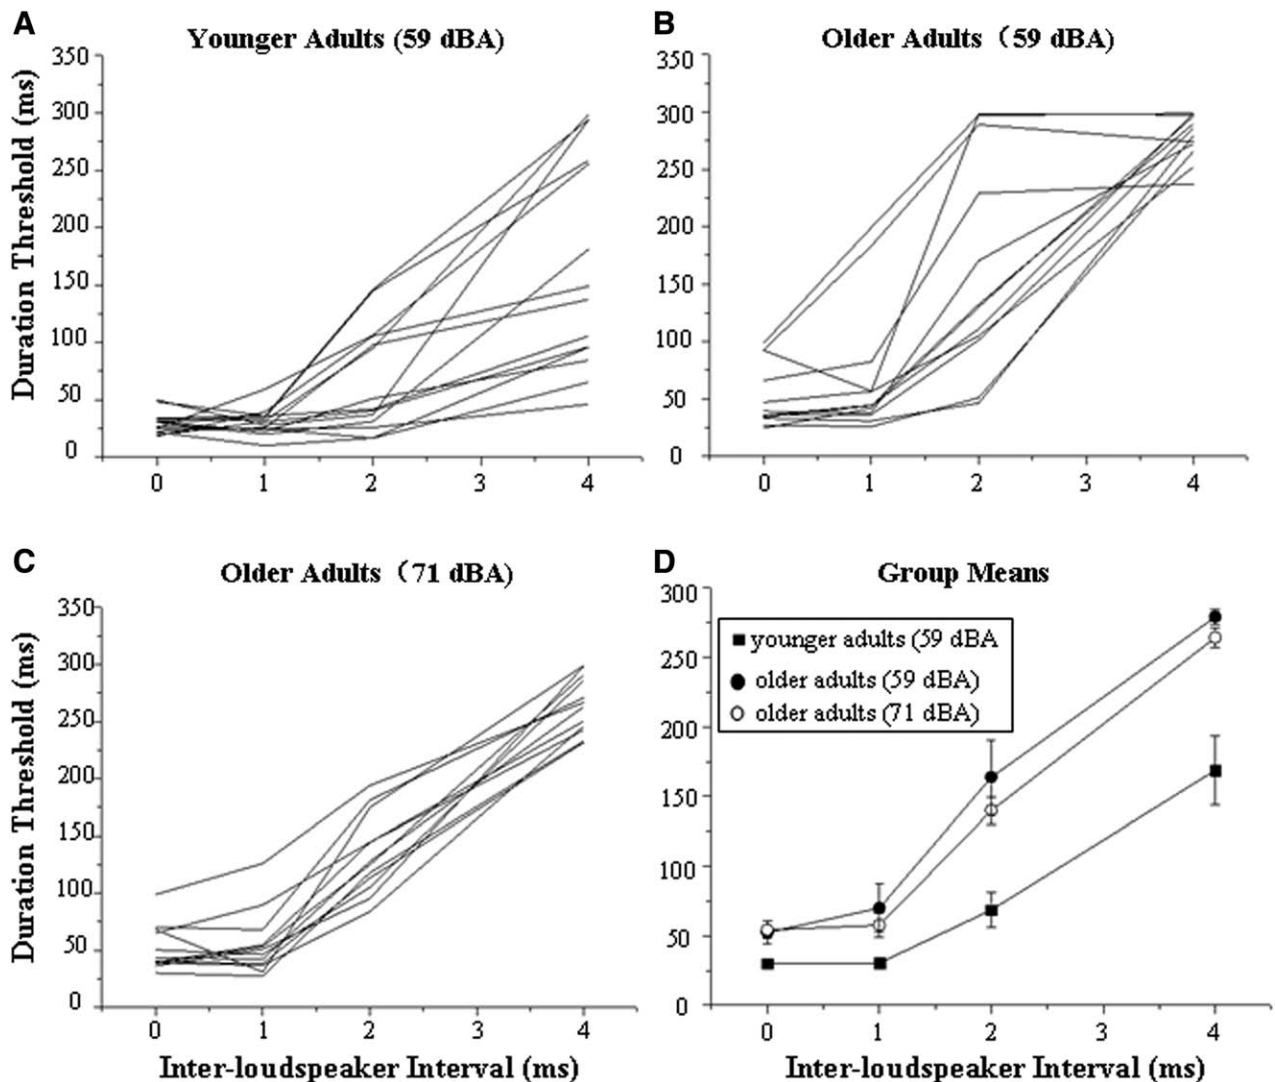 A
Younger Adults (59 dBA)
Duration Threshold (ms)
350
300
250
200
150
100
50
0
0 1 2 3 4
B
Older Adults（59 dBA)
350
300
250
200
150
100
50
0
0 1 2 3 4
C
Older Adults（71 dBA)
Duration Threshold (ms)
350
300
250
200
150
100
50
0
0 1 2 3 4
Inter-loudspeaker Interval (ms)
D
Group Means
300
250
200
150
100
50
0
younger adults (59 dBA
older adults (59 dBA)
older adults (71 dBA)
0 1 2 3 4
Inter-loudspeaker Interval (ms)